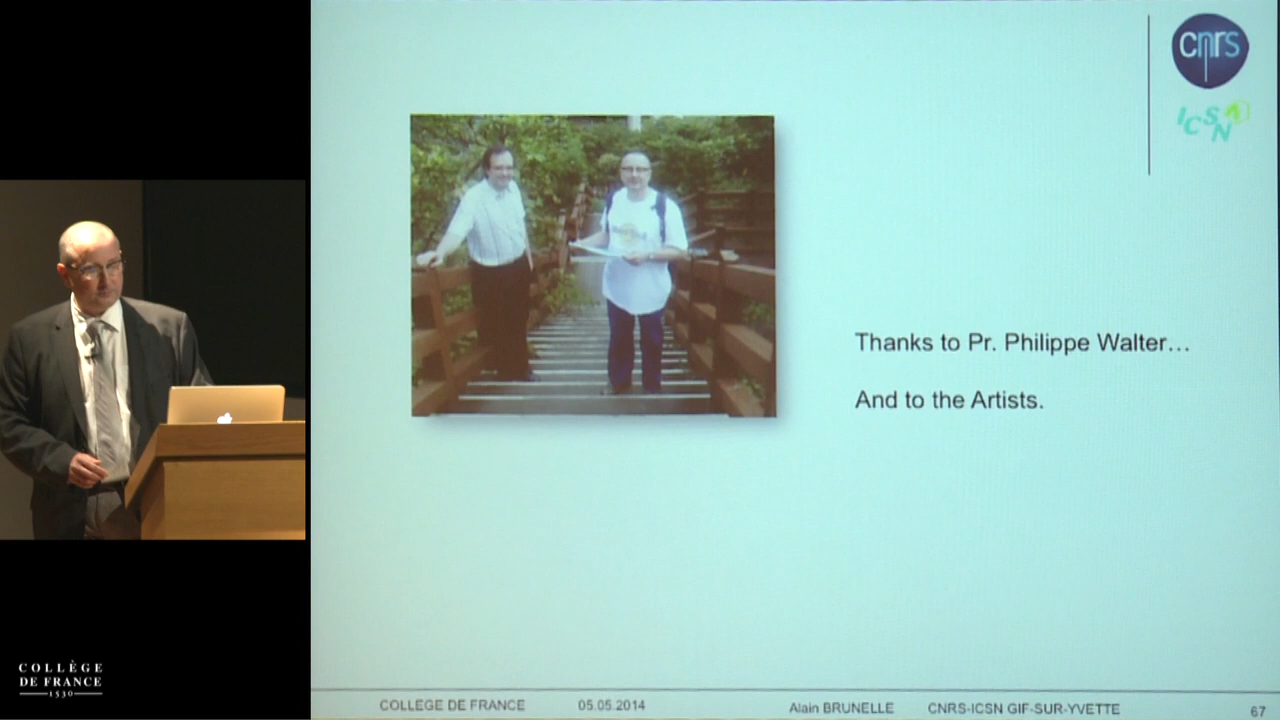 cnrs
ICSN
Thanks to Pr. Philippe Walter…
And to the Artists.
COLLÈGE
DE FRANCE
1530
COLLEGE DE FRANCE 05.05.2014 Alain BRUNELLE CNRS-ICSN GIF-SUR-YVETTE 67